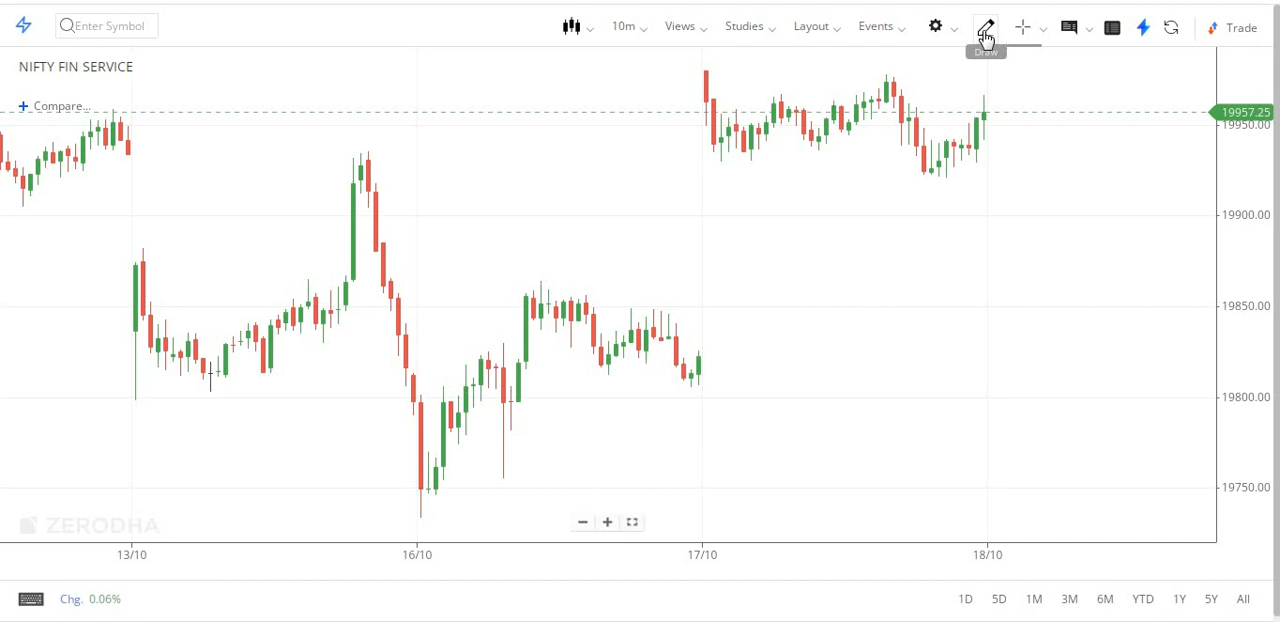 Enter Symbol 10m Views Studies Layout Events Trade
Draw
NIFTY FIN SERVICE
Compare...
19957.25
19950.00
19900.00
19850.00
19800.00
19750.00
ZERODHA
13/10 16/10 17/10 18/10
Chg. 0.06% 1D 5D 1M 3M 6M YTD 1Y 5Y All